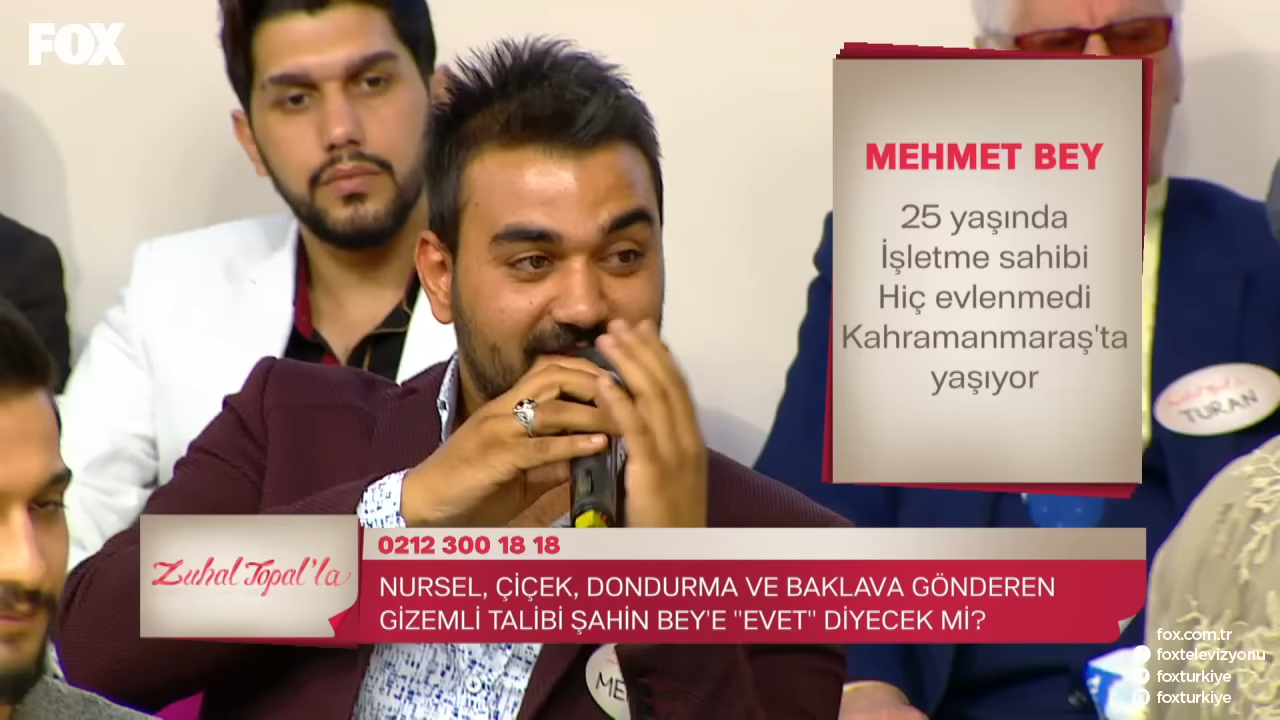 FOX
MEHMET BEY
25 yaşında
İşletme sahibi
Hiç evlenmedi
Kahramanmaraş'ta
yaşıyor
TURAN
0212 300 18 18
Zuhal Topal'la
NURSEL, ÇİÇEK, DONDURMA VE BAKLAVA GÖNDEREN
GİZEMLİ TALİBİ ŞAHİN BEY'E "EVET" DİYECEK Mİ?
fox.com.tr
foxtelevizyonu
foxturkiye
foxturkiye
ME